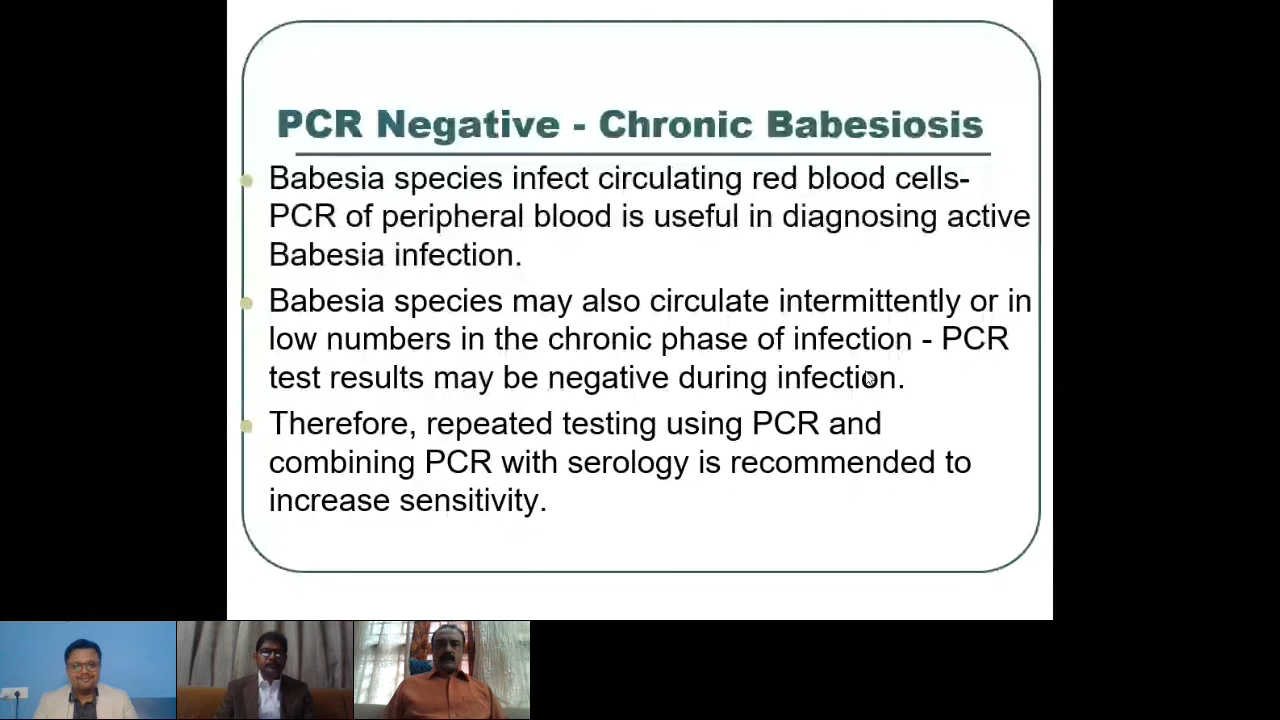 PCR Negative - Chronic Babesiosis
Babesia species infect circulating red blood cells-
PCR of peripheral blood is useful in diagnosing active
Babesia infection.
Babesia species may also circulate intermittently or in
low numbers in the chronic phase of infection - PCR
test results may be negative during infection.
Therefore, repeated testing using PCR and
combining PCR with serology is recommended to
increase sensitivity.